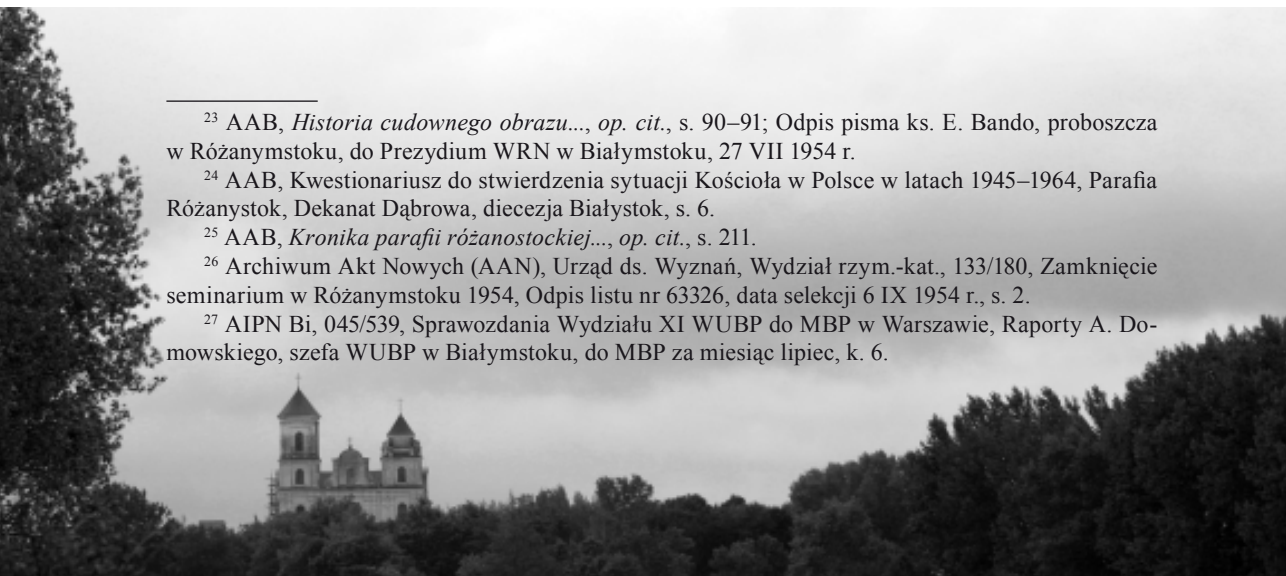 23 AAB, Historia cudownego obrazu..., op. cit., s. 90–91; Odpis pisma ks. E. Bando, proboszcza
w Różanymstoku, do Prezydium WRN w Białymstoku, 27 VII 1954 r.
24 AAB, Kwestionariusz do stwierdzenia sytuacji Kościoła w Polsce w latach 1945–1964, Parafia
Różanystok, Dekanat Dąbrowa, diecezja Białystok, s. 6.
25 AAB, Kronika parafii różanostockiej..., op. cit., s. 211.
26 Archiwum Akt Nowych (AAN), Urząd ds. Wyznań, Wydział rzym.-kat., 133/180, Zamknięcie
seminarium w Różanymstoku 1954, Odpis listu nr 63326, data selekcji 6 IX 1954 r., s. 2.
27 AIPN Bi, 045/539, Sprawozdania Wydziału XI WUBP do MBP w Warszawie, Raporty A. Do-
mowskiego, szefa WUBP w Białymstoku, do MBP za miesiąc lipiec, k. 6.